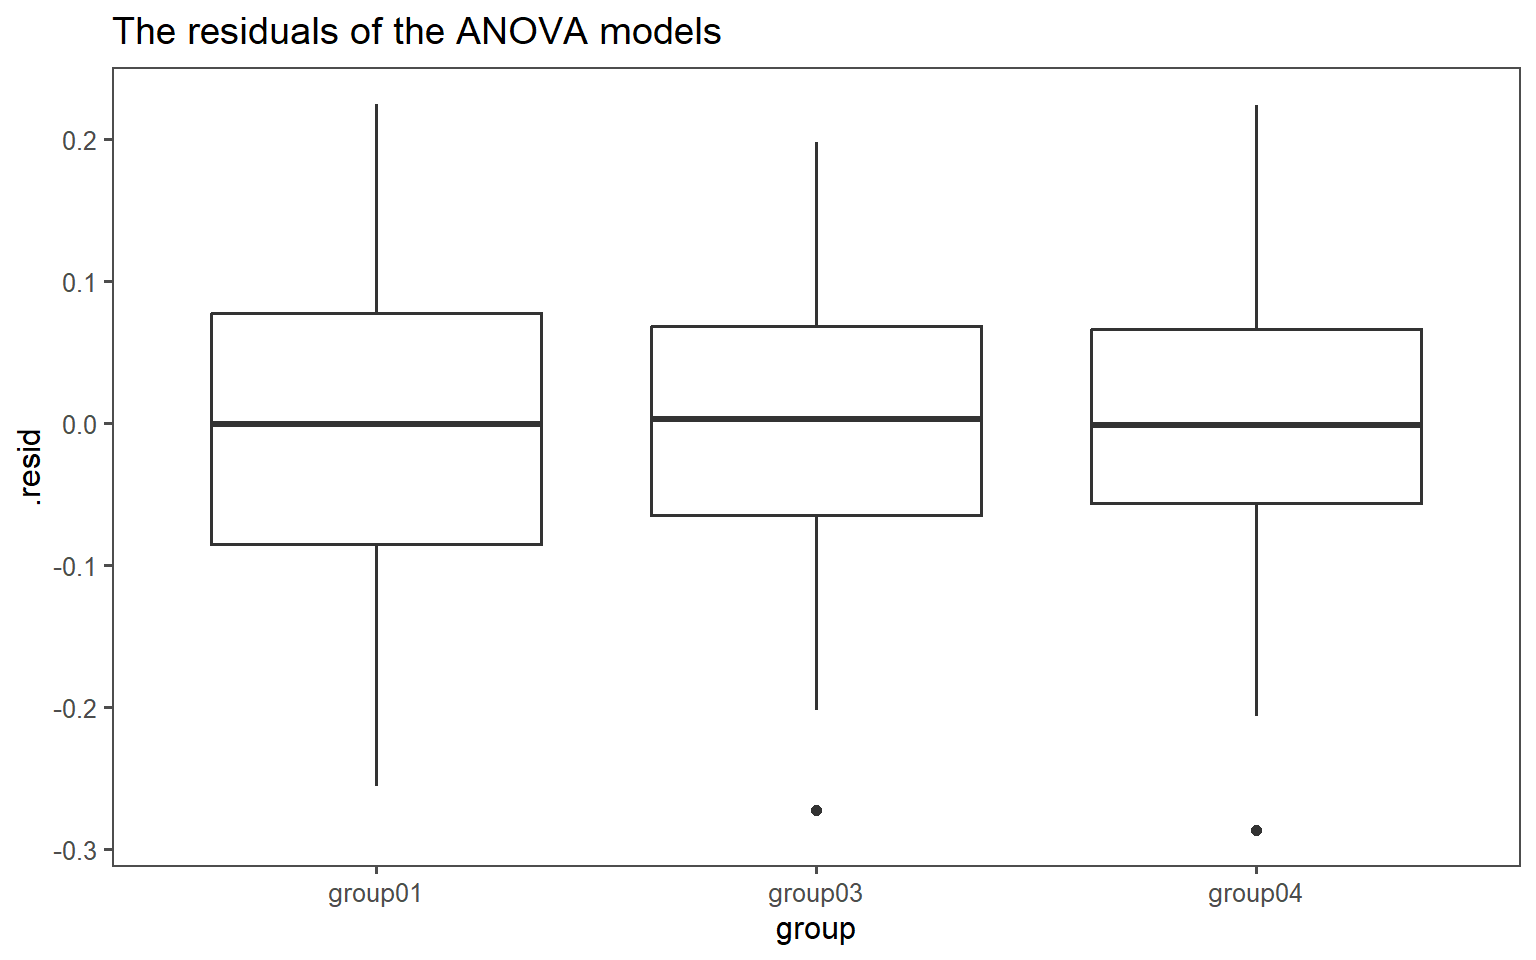 The residuals of the ANOVA models
0.2
0.1
0.0
-0.1
-0.2
-0.3
.resid
group01 group03 group04
group